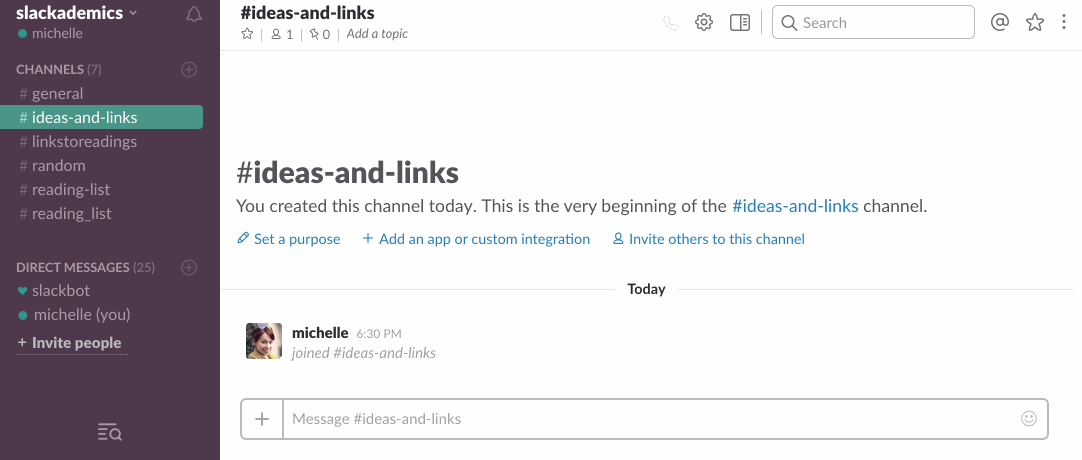 slackademics
michelle
CHANNELS (7)
# general
# ideas-and-links
# linkstoreadings
# random
# reading-list
# reading_list
DIRECT MESSAGES (25)
slackbot
michelle (you)
+ Invite people
#ideas-and-links
1 | 0 | Add a topic
Search
#ideas-and-links
You created this channel today. This is the very beginning of the #ideas-and-links channel.
Set a purpose + Add an app or custom integration Invite others to this channel
Today
michelle 6:30 PM
joined #ideas-and-links
+ Message #ideas-and-links